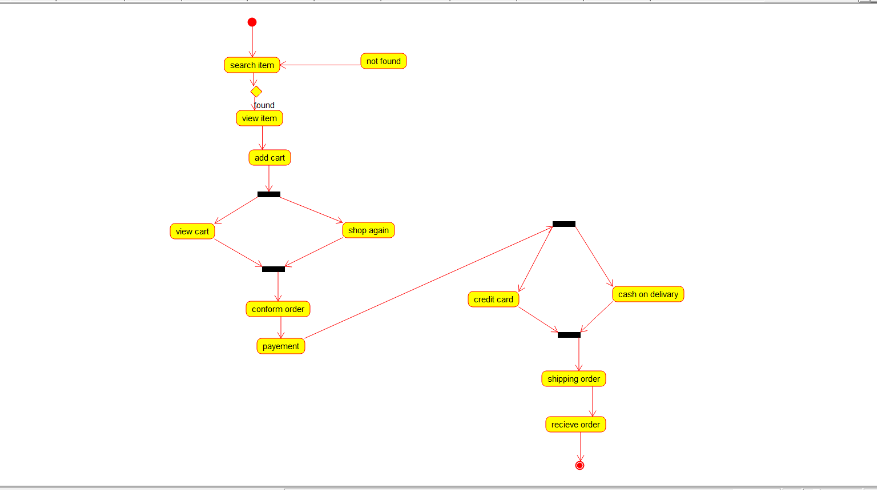 search item
not found
found
view item
add cart
view cart
shop again
conform order
payement
credit card
cash on delivary
shipping order
recieve order